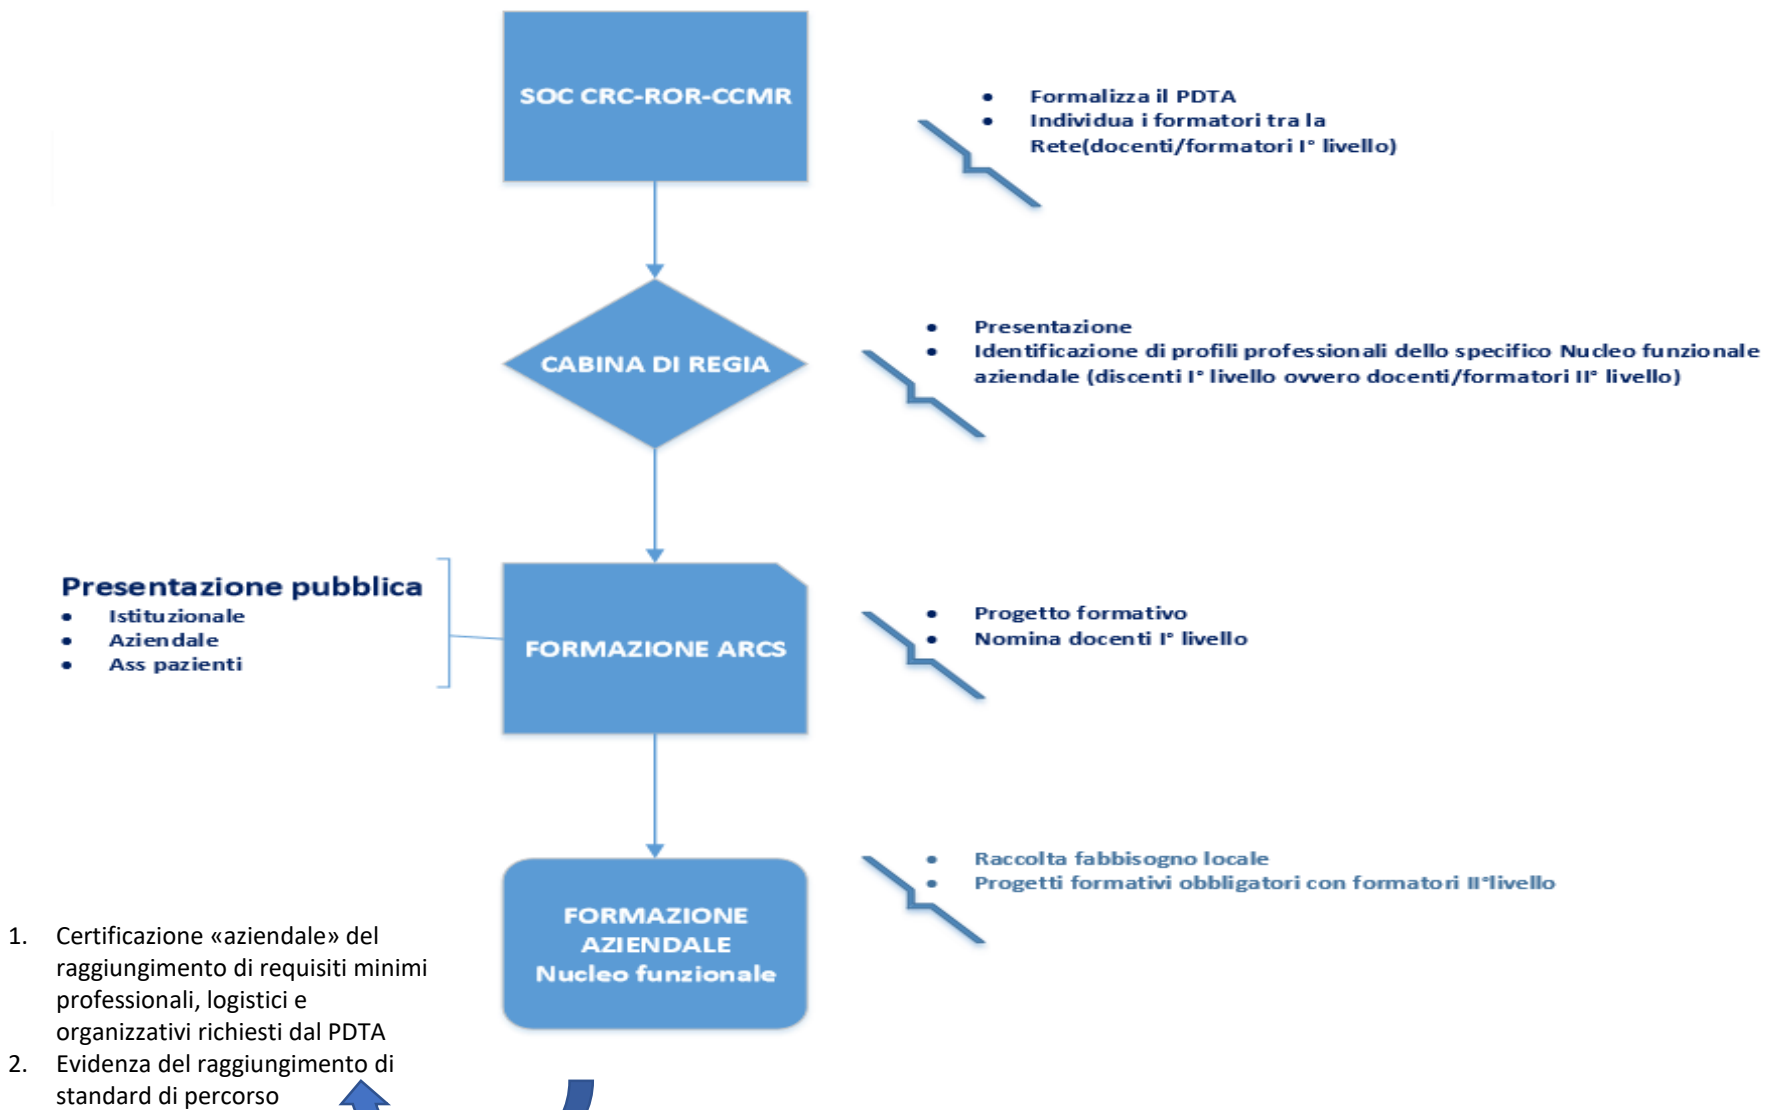 SOC CRC-ROR-CCMR
• Formalizza il PDTA
• Individua i formatori tra la
Rete(docenti/formatori I° livello)
CABINA DI REGIA
• Presentazione
• Identificazione di profili professionali dello specifico Nucleo funzionale
aziendale (discenti I° livello ovvero docenti/formatori II° livello)
Presentazione pubblica
• Istituzionale
• Aziendale
• Ass pazienti
FORMAZIONE ARCS
• Progetto formativo
• Nomina docenti I° livello
FORMAZIONE
AZIENDALE
Nucleo funzionale
• Raccolta fabbisogno locale
• Progetti formativi obbligatori con formatori II°livello
1. Certificazione «aziendale» del
raggiungimento di requisiti minimi
professionali, logistici e
organizzativi richiesti dal PDTA
2. Evidenza del raggiungimento di
standard di percorso